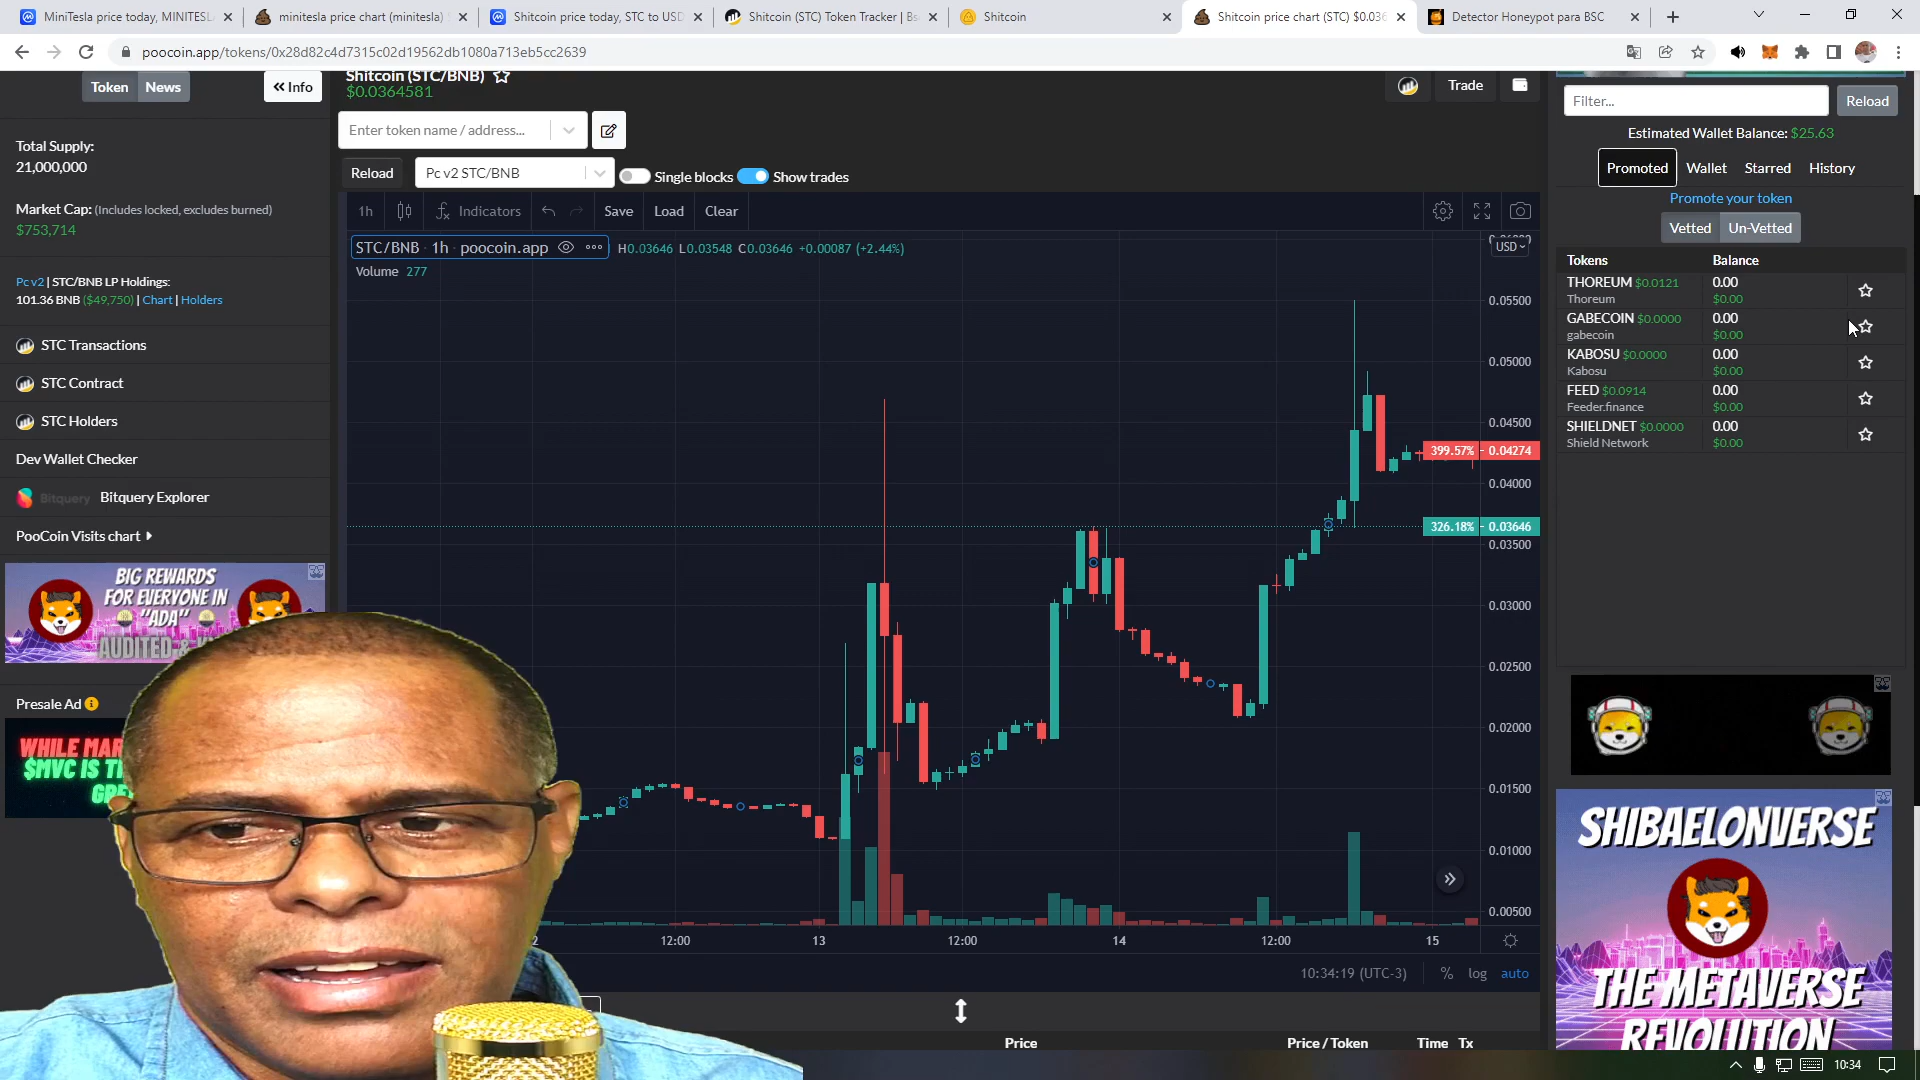 MiniTesla price today, MINITESL
minitesla price chart (minitesla)
Shitcoin price today, STC to USD
Shitcoin (STC) Token Tracker | Bs
Shitcoin
Shitcoin price chart (STC) $0.036
Detector Honeypot para BSC
poocoin.app/tokens/0x28d82c4d7315c02d19562db1080a713eb5cc2639
Token
News
Info
Total Supply:
21,000,000
Market Cap: (Includes locked, excludes burned)
$753,714
Pc v2 | STC/BNB LP Holdings:
101.36 BNB ($49,750) | Chart | Holders
STC Transactions
STC Contract
STC Holders
Dev Wallet Checker
Bitquery
Bitquery Explorer
PooCoin Visits chart
BIG REWARDS
FOR EVERYONE IN
"ADA"
AUDITED &
Presale Ad
WHILE MAR
$MVC IS T
GRE
Shitcoin (STC/BNB)
$0.0364581
Trade
Enter token name / address...
Reload
Pc v2 STC/BNB
Single blocks
Show trades
1h
Indicators
Save
Load
Clear
STC/BNB · 1h · poocoin.app
H0.03646 L0.03548 C0.03646 +0.00087 (+2.44%)
Volume 277
USD
0.05500
0.05000
0.04500
399.57% 0.04274
0.04000
326.18% 0.03646
0.03500
0.03000
0.02500
0.02000
0.01500
0.01000
0.00500
2
12:00
13
12:00
14
12:00
15
10:34:19 (UTC-3)
%
log
auto
Price
Price / Token
Time
Tx
Filter...
Reload
Estimated Wallet Balance: $25.63
Promoted
Wallet
Starred
History
Promote your token
Vetted
Un-Vetted
Tokens
Balance
THOREUM $0.0121
0.00
Thoreum
$0.00
GABECOIN $0.0000
0.00
gabecoin
$0.00
KABOSU $0.0000
0.00
Kabosu
$0.00
FEED $0.0914
0.00
Feeder.finance
$0.00
SHIELDNET $0.0000
0.00
Shield Network
$0.00
SHIBAELONVERSE
THE METAVERSE
REVOLUTION
10:34